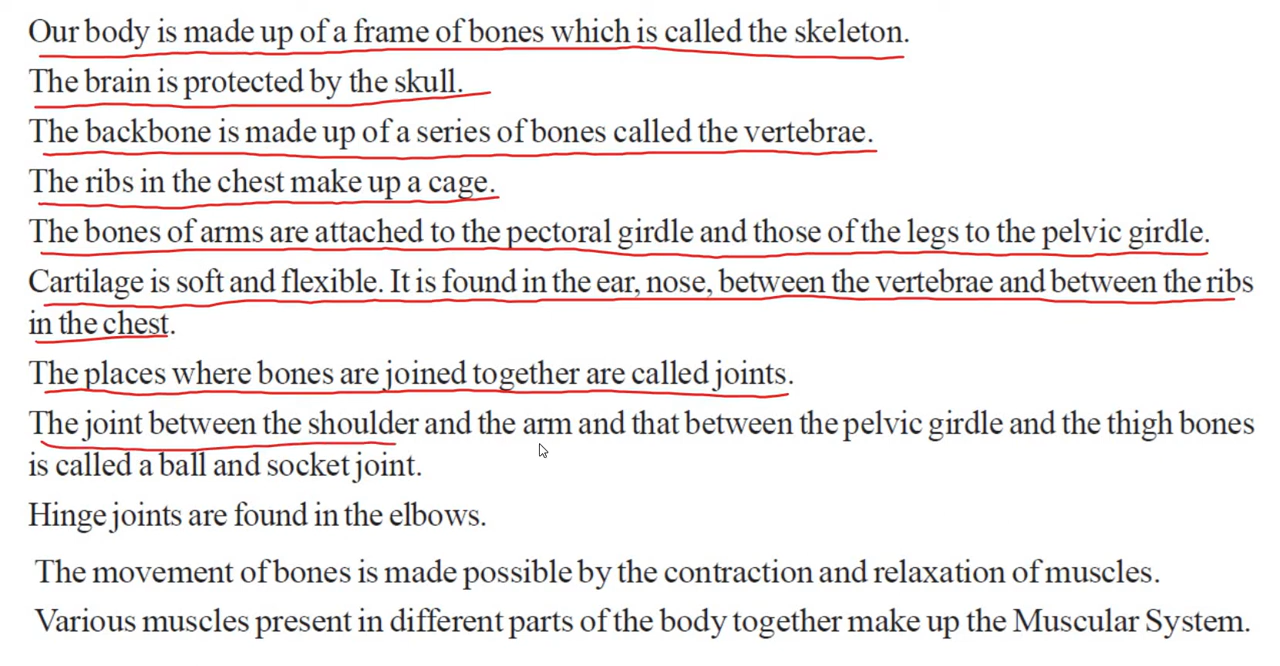 Our body is made up of a frame of bones which is called the skeleton.
The brain is protected by the skull.
The backbone is made up of a series of bones called the vertebrae.
The ribs in the chest make up a cage.
The bones of arms are attached to the pectoral girdle and those of the legs to the pelvic girdle.
Cartilage is soft and flexible. It is found in the ear, nose, between the vertebrae and between the ribs
in the chest.
The places where bones are joined together are called joints.
The joint between the shoulder and the arm and that between the pelvic girdle and the thigh bones
is called a ball and socket joint.
Hinge joints are found in the elbows.
The movement of bones is made possible by the contraction and relaxation of muscles.
Various muscles present in different parts of the body together make up the Muscular System.